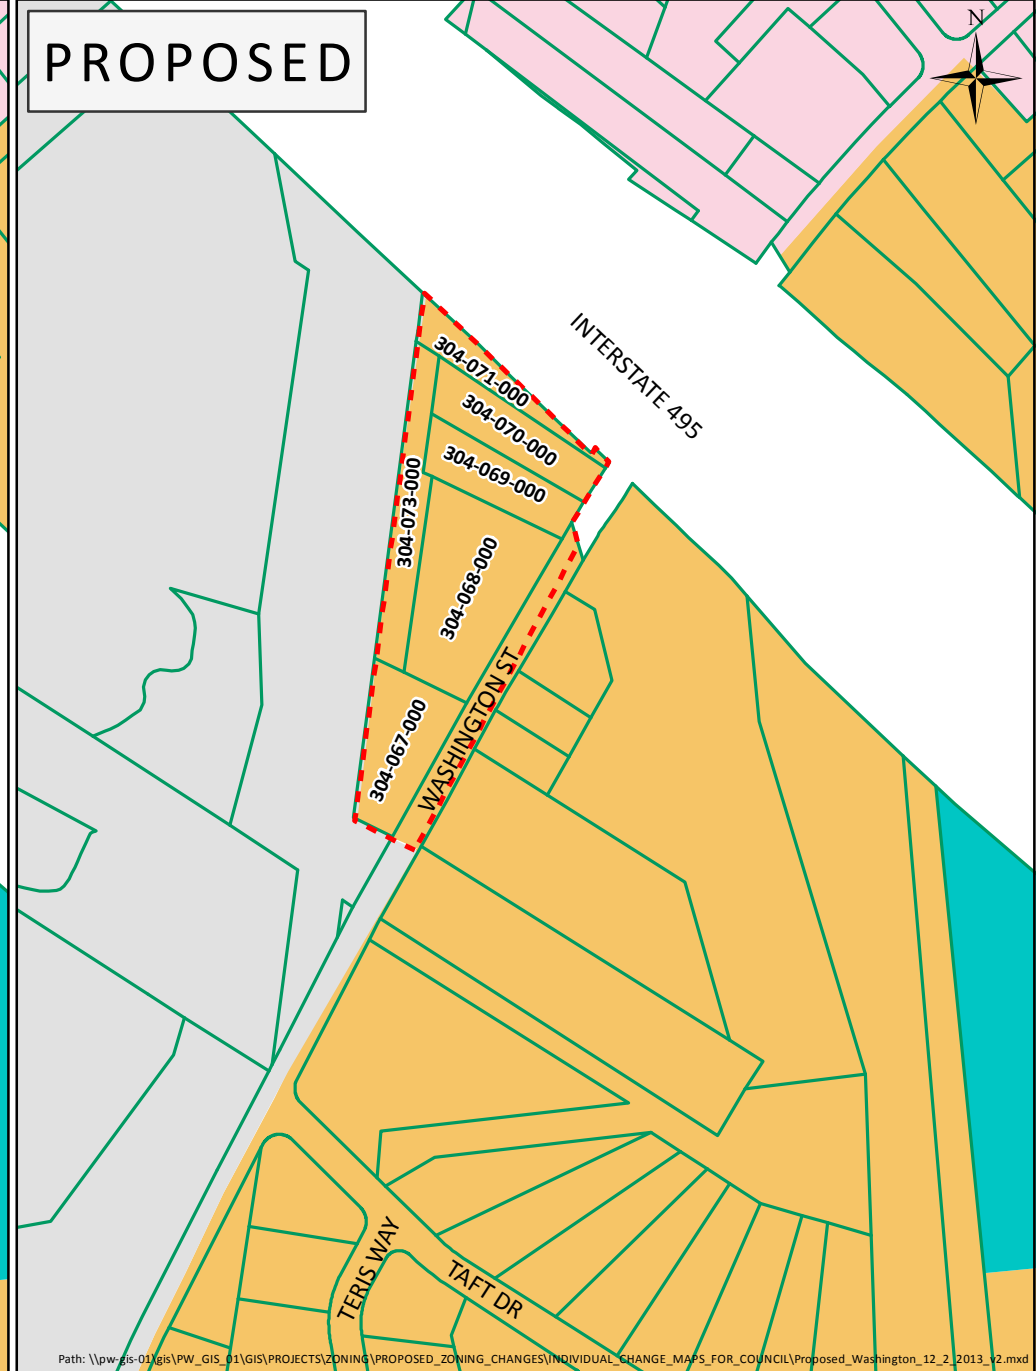 PROPOSED
N
INTERSTATE 495
304-071-000
304-070-000
304-069-000
304-073-000
304-068-000
304-067-000
WASHINGTON ST
TERIS WAY
TAFT DR
Path: \\pw-gis-01\gis\PW_GIS_01\GIS\PROJECTS\ZONING\PROPOSED_ZONING_CHANGES\INDIVIDUAL_CHANGE_MAPS_FOR_COUNCIL\Proposed_Washington_12_2_2013_v2.mxd